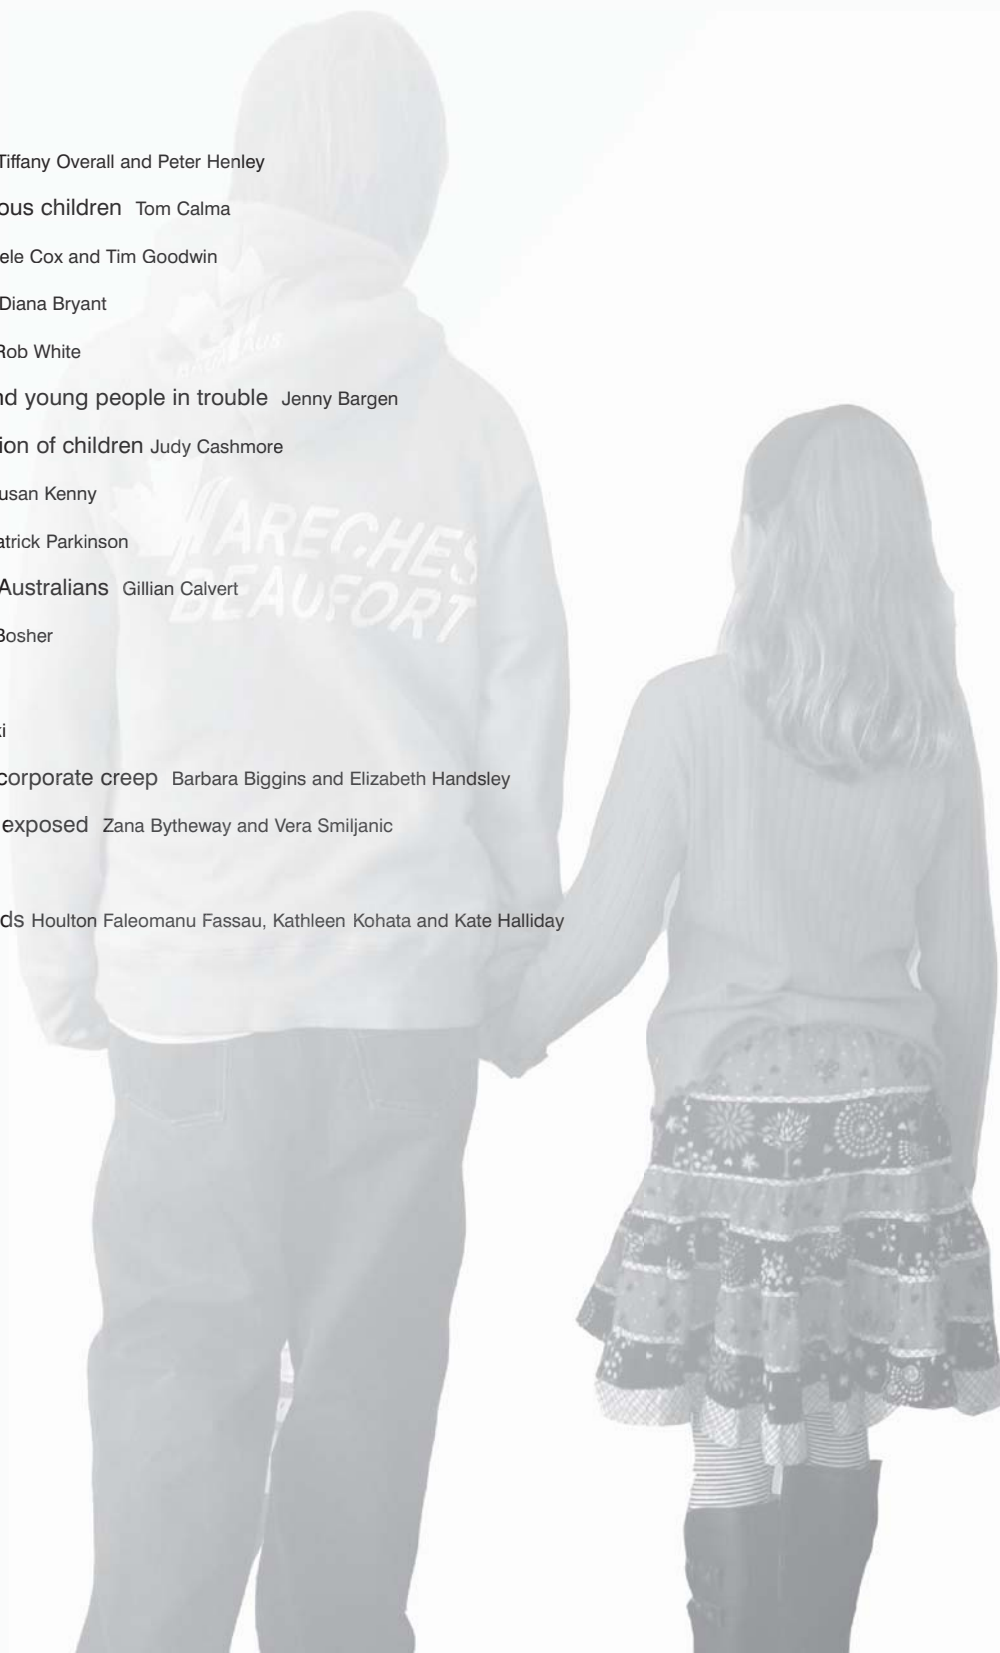 Tiffany Overall and Peter Henley
ous children Tom Calma
ele Cox and Tim Goodwin
Diana Bryant
Rob White
nd young people in trouble Jenny Bargen
ion of children Judy Cashmore
usan Kenny
atrick Parkinson
Australians Gillian Calvert
Bosher
ki
corporate creep Barbara Biggins and Elizabeth Handsley
exposed Zana Bytheway and Vera Smiljanic
ds Houlton Faleomanu Fassau, Kathleen Kohata and Kate Halliday
ARECHES
BEAUFORT